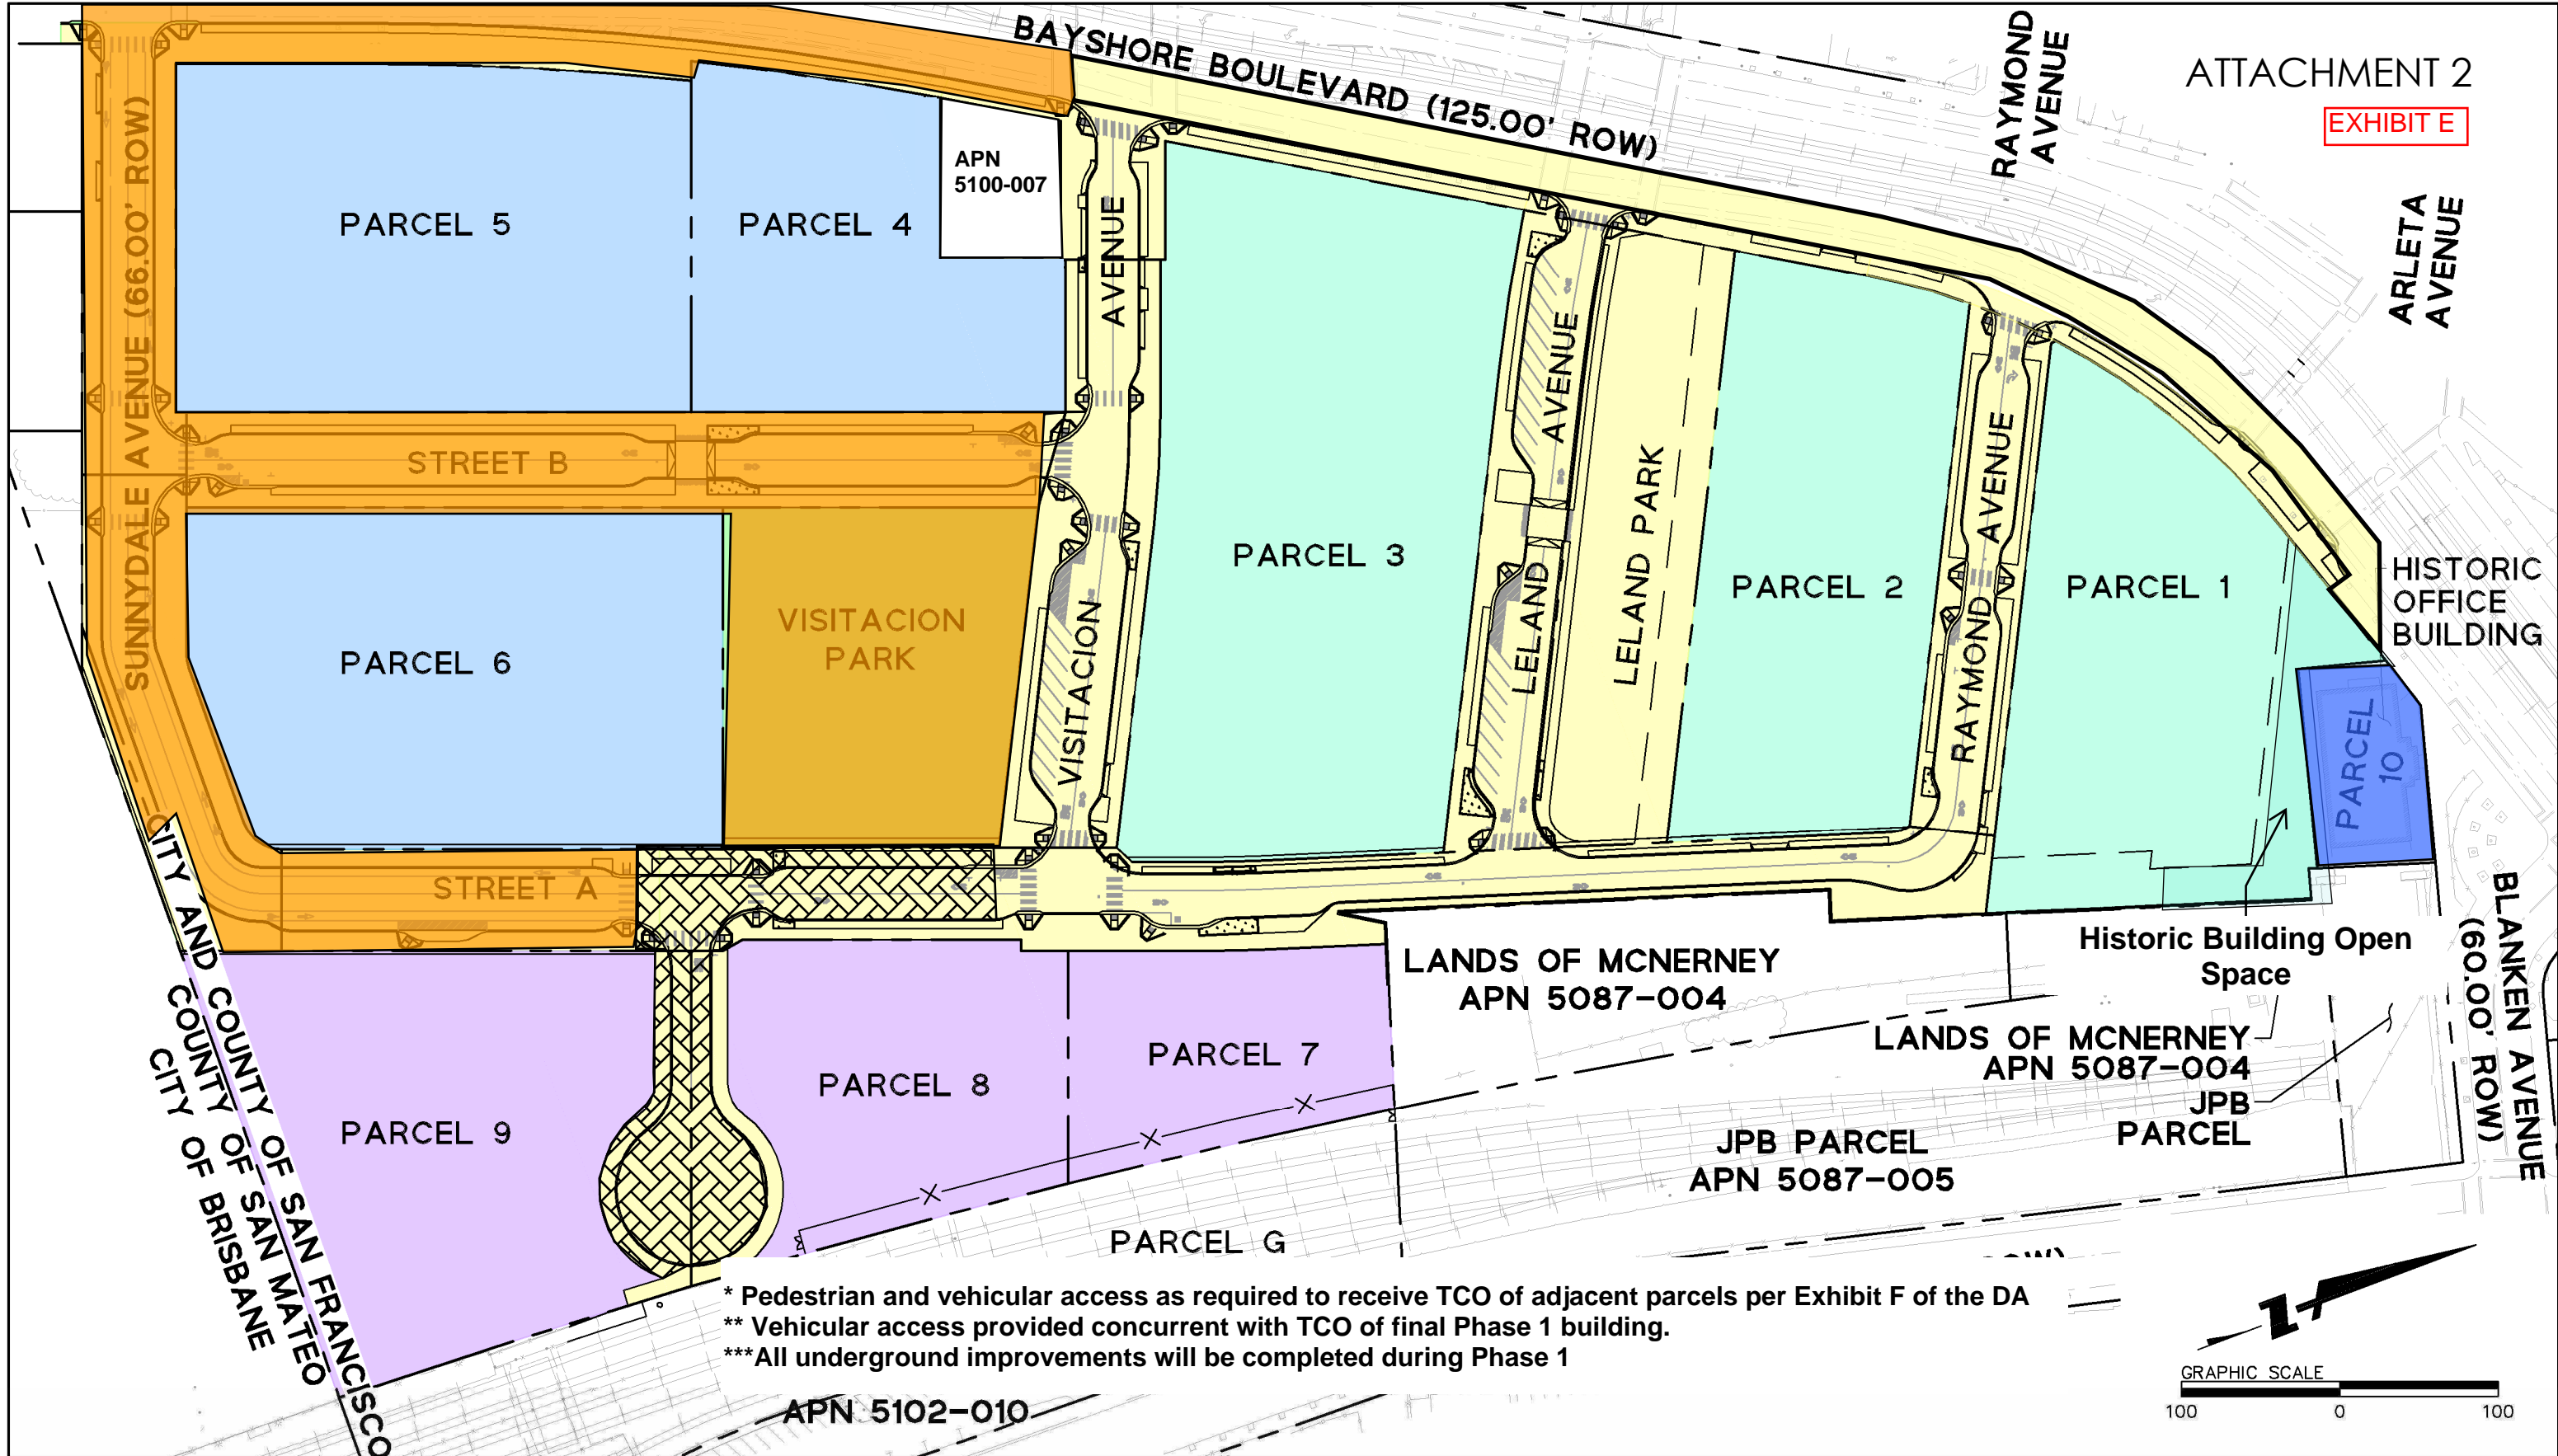 ATTACHMENT 2
EXHIBIT E
BAYSHORE BOULEVARD (125.00' ROW)
RAYMOND
AVENUE
ARLETA
AVENUE
SUNNYDALE AVENUE (66.00' ROW)
PARCEL 5
PARCEL 4
APN
5100-007
AVENUE
VISITACION
STREET B
PARCEL 6
VISITACION
PARK
STREET A
PARCEL 3
AVENUE
LELAND
LELAND PARK
PARCEL 2
AVENUE
RAYMOND
PARCEL 1
HISTORIC
OFFICE
BUILDING
PARCEL
10
BLANKEN AVENUE
(60.00' ROW)
Historic Building Open
Space
LANDS OF MCNERNEY
APN 5087-004
LANDS OF MCNERNEY
APN 5087-004
JPB
PARCEL
JPB PARCEL
APN 5087-005
PARCEL 7
PARCEL 8
PARCEL 9
PARCEL G
CITY AND COUNTY OF SAN FRANCISCO
COUNTY OF SAN MATEO
CITY OF BRISBANE
* Pedestrian and vehicular access as required to receive TCO of adjacent parcels per Exhibit F of the DA
** Vehicular access provided concurrent with TCO of final Phase 1 building.
***All underground improvements will be completed during Phase 1
APN 5102-010
Z
GRAPHIC SCALE
100 0 100